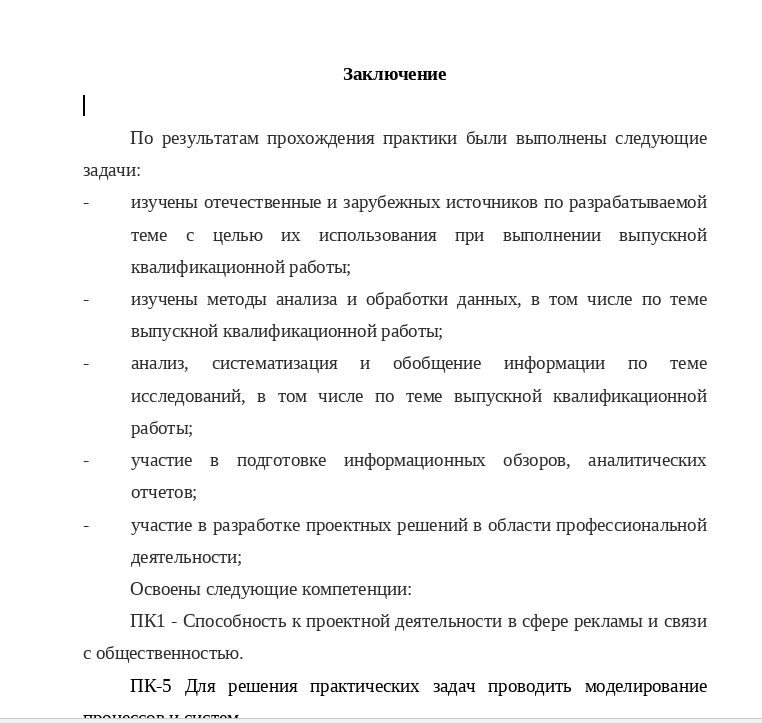 Заключение
По результатам прохождения практики были выполнены следующие
задачи:
- изучены отечественные и зарубежных источников по разрабатываемой
теме с целью их использования при выполнении выпускной
квалификационной работы;
- изучены методы анализа и обработки данных, в том числе по теме
выпускной квалификационной работы;
- анализ, систематизация и обобщение информации по теме
исследований, в том числе по теме выпускной квалификационной
работы;
- участие в подготовке информационных обзоров, аналитических
отчетов;
- участие в разработке проектных решений в области профессиональной
деятельности;
Освоены следующие компетенции:
ПК1 - Способность к проектной деятельности в сфере рекламы и связи
с общественностью.
ПК-5 Для решения практических задач проводить моделирование
процессов и систем